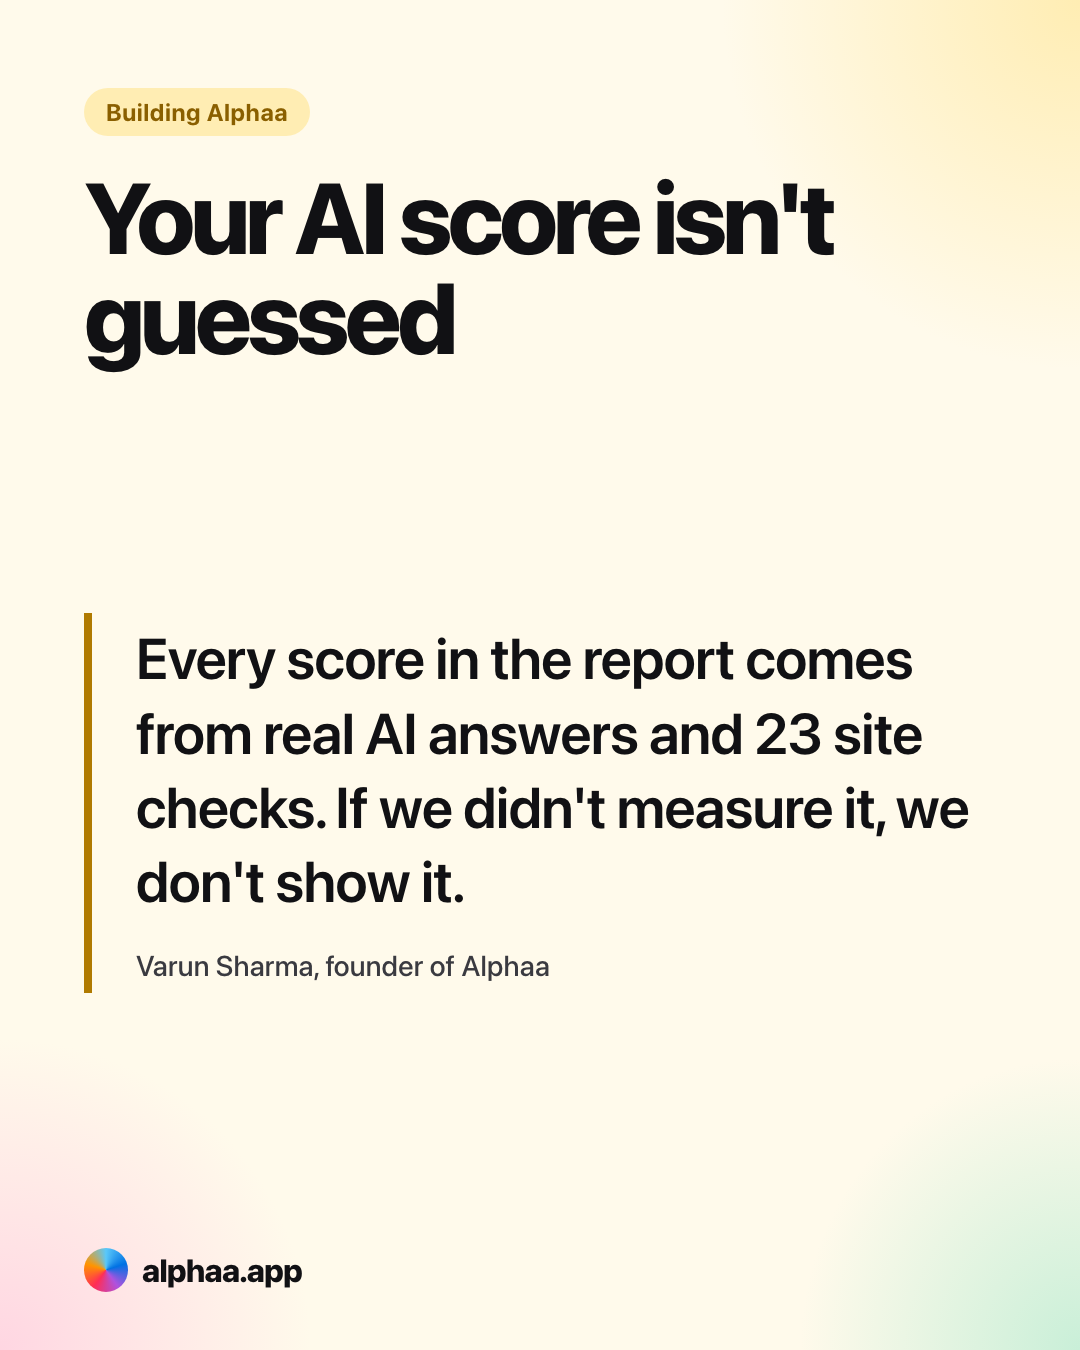 Building Alphaa
Your AI score isn't
guessed
Every score in the report comes
from real AI answers and 23 site
checks. If we didn't measure it, we
don't show it.
Varun Sharma, founder of Alphaa
alphaa.app